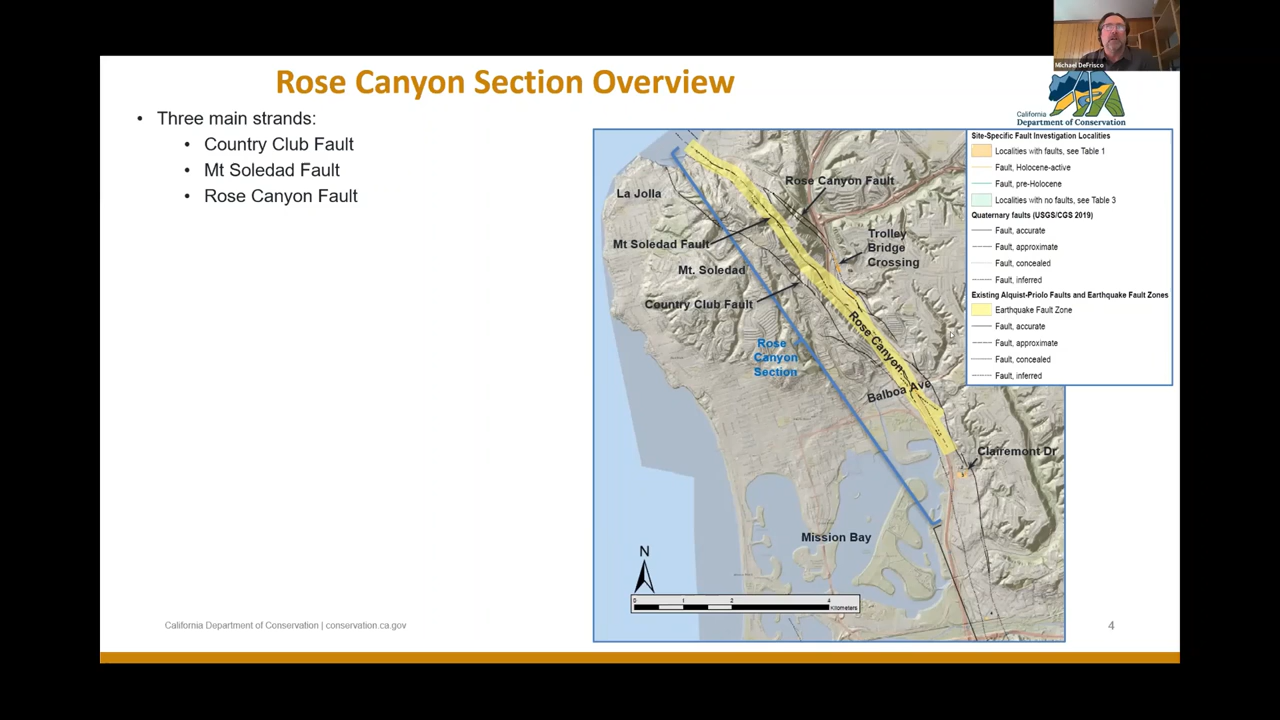 Michael DeFrisco
Rose Canyon Section Overview
California
Department of Conservation
• Three main strands:
• Country Club Fault
• Mt Soledad Fault
• Rose Canyon Fault
La Jolla
Rose Canyon Fault
Mt Soledad Fault
Trolley
Bridge
Crossing
Mt. Soledad
Country Club Fault
Rose
Canyon
Section
Rose Canyon
Balboa Ave
Clairemont Dr
Mission Bay
N
0 1 2 4
Kilometers
Site-Specific Fault Investigation Localities
Localities with faults, see Table 1
Fault, Holocene-active
Fault, pre-Holocene
Localities with no faults, see Table 3
Quaternary faults (USGS/CGS 2019)
Fault, accurate
Fault, approximate
Fault, concealed
Fault, inferred
Existing Alquist-Priolo Faults and Earthquake Fault Zones
Earthquake Fault Zone
Fault, accurate
Fault, approximate
Fault, concealed
Fault, inferred
California Department of Conservation | conservation.ca.gov
4